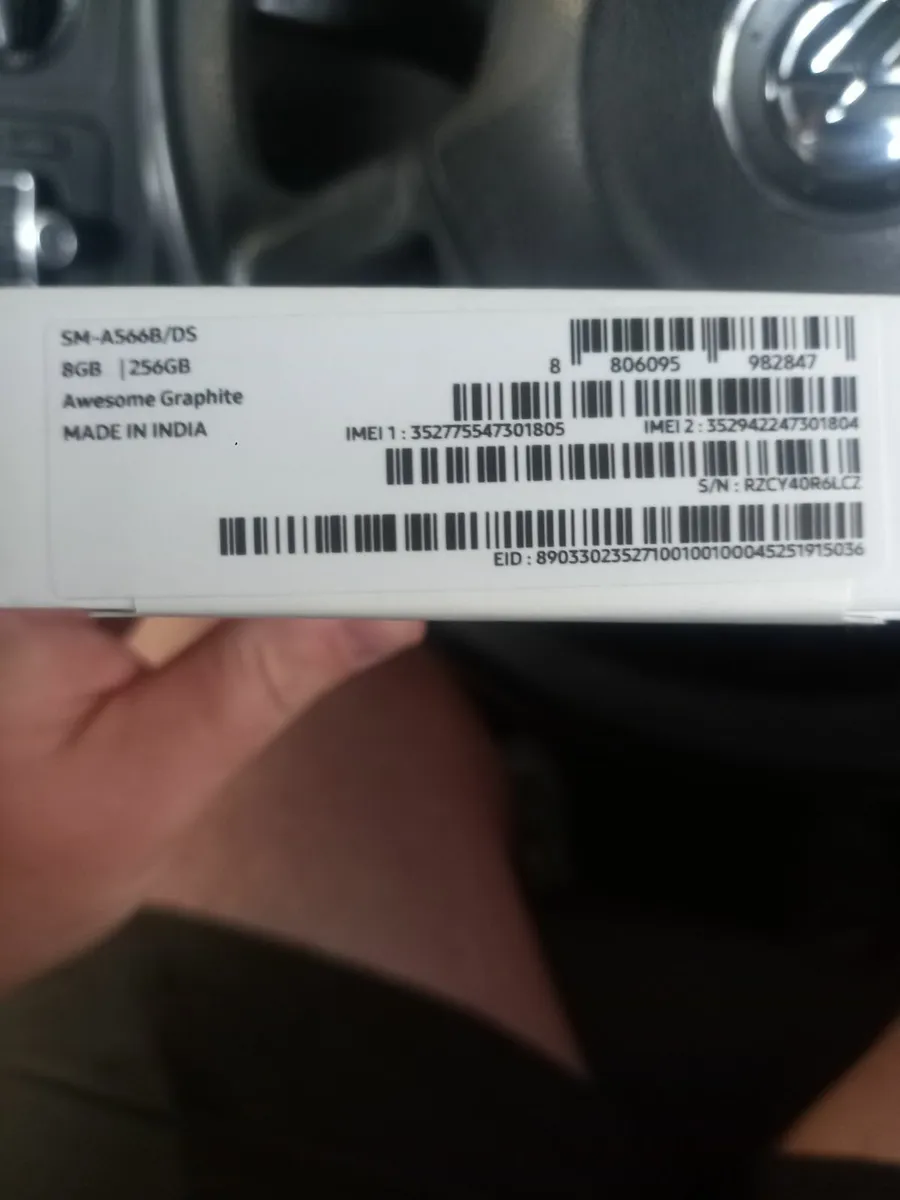 SM-A566B/DS
8GB | 256GB
Awesome Graphite
MADE IN INDIA
8 806095 982847
IMEI 1 : 352775547301805 IMEI 2 : 352942247301804
S/N : RZCY40R6LCZ
EID : 89033023527100100100045251915036